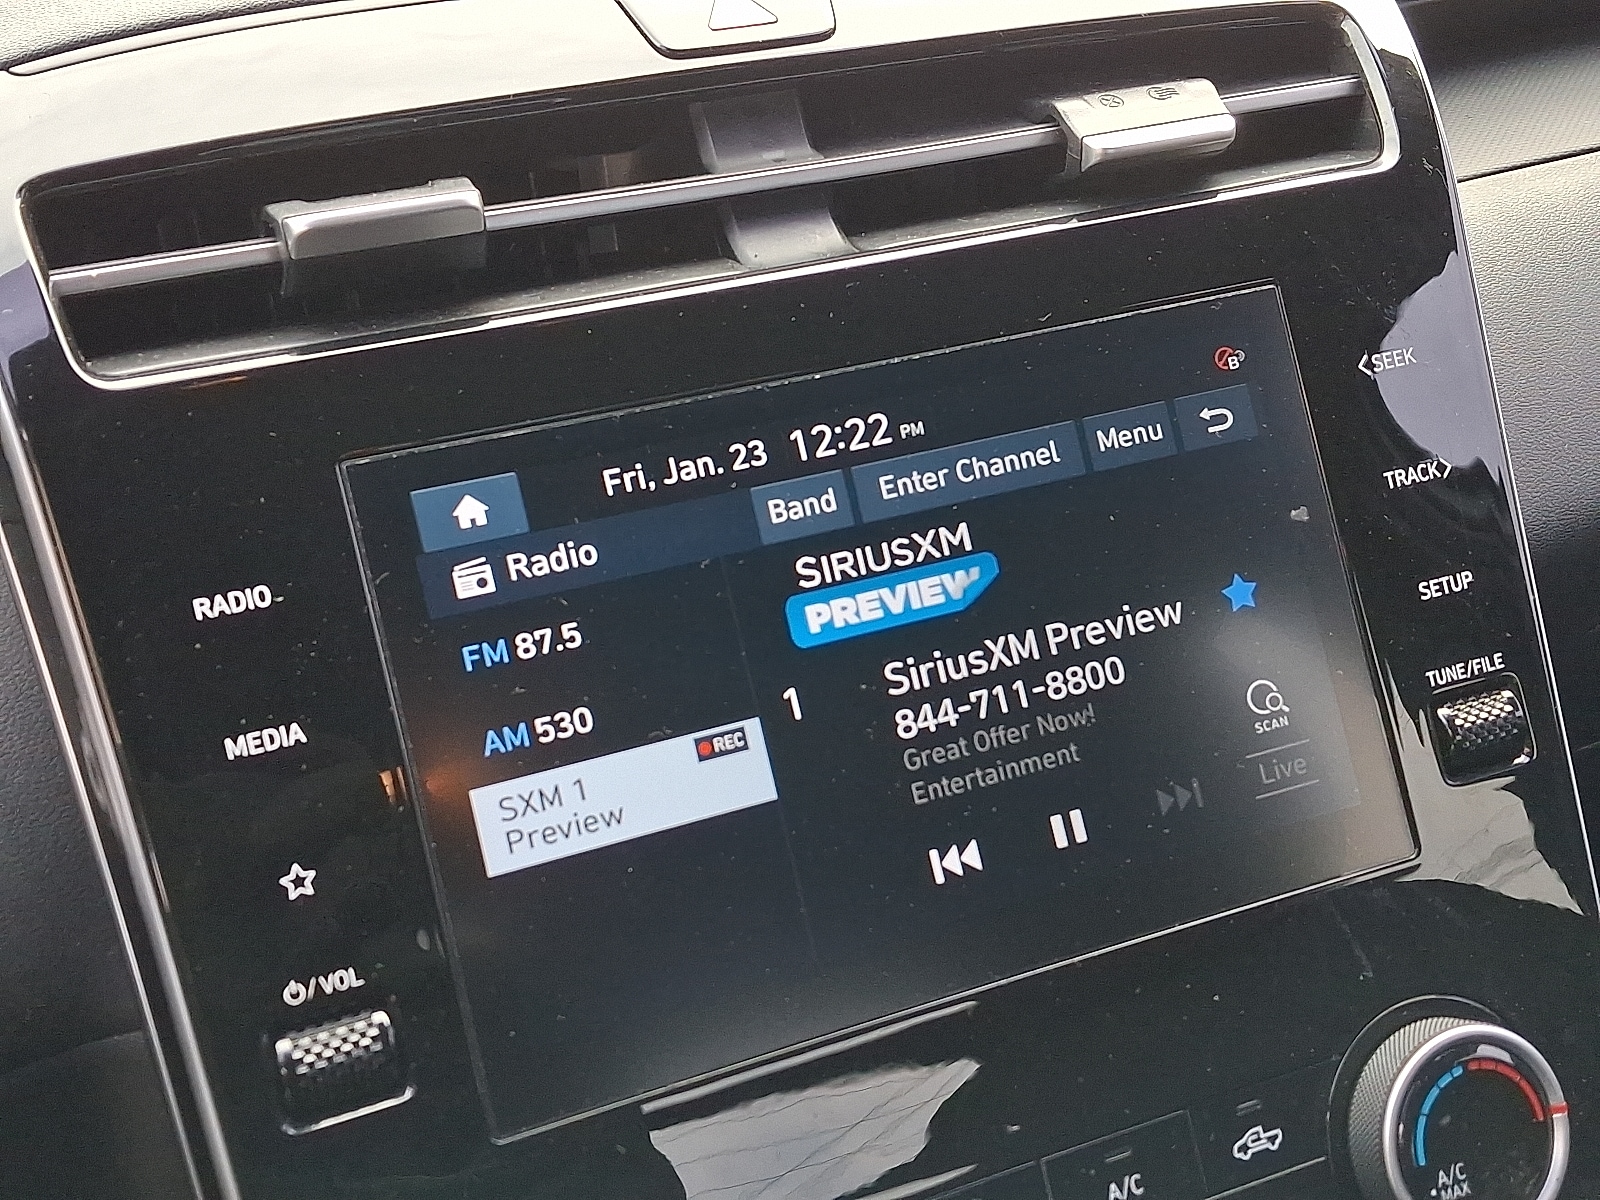 Fri, Jan. 23 12:22 PM
B
Radio
Band
Enter Channel
Menu
FM 87.5
AM 530
REC
SXM 1
Preview
SIRIUSXM
PREVIEW
1
SiriusXM Preview
844-711-8800
Great Offer Now!
Entertainment
SCAN
Live
RADIO
MEDIA
/VOL
<SEEK
TRACK>
SETUP
TUNE/FILE
A/C
A/C
MAX